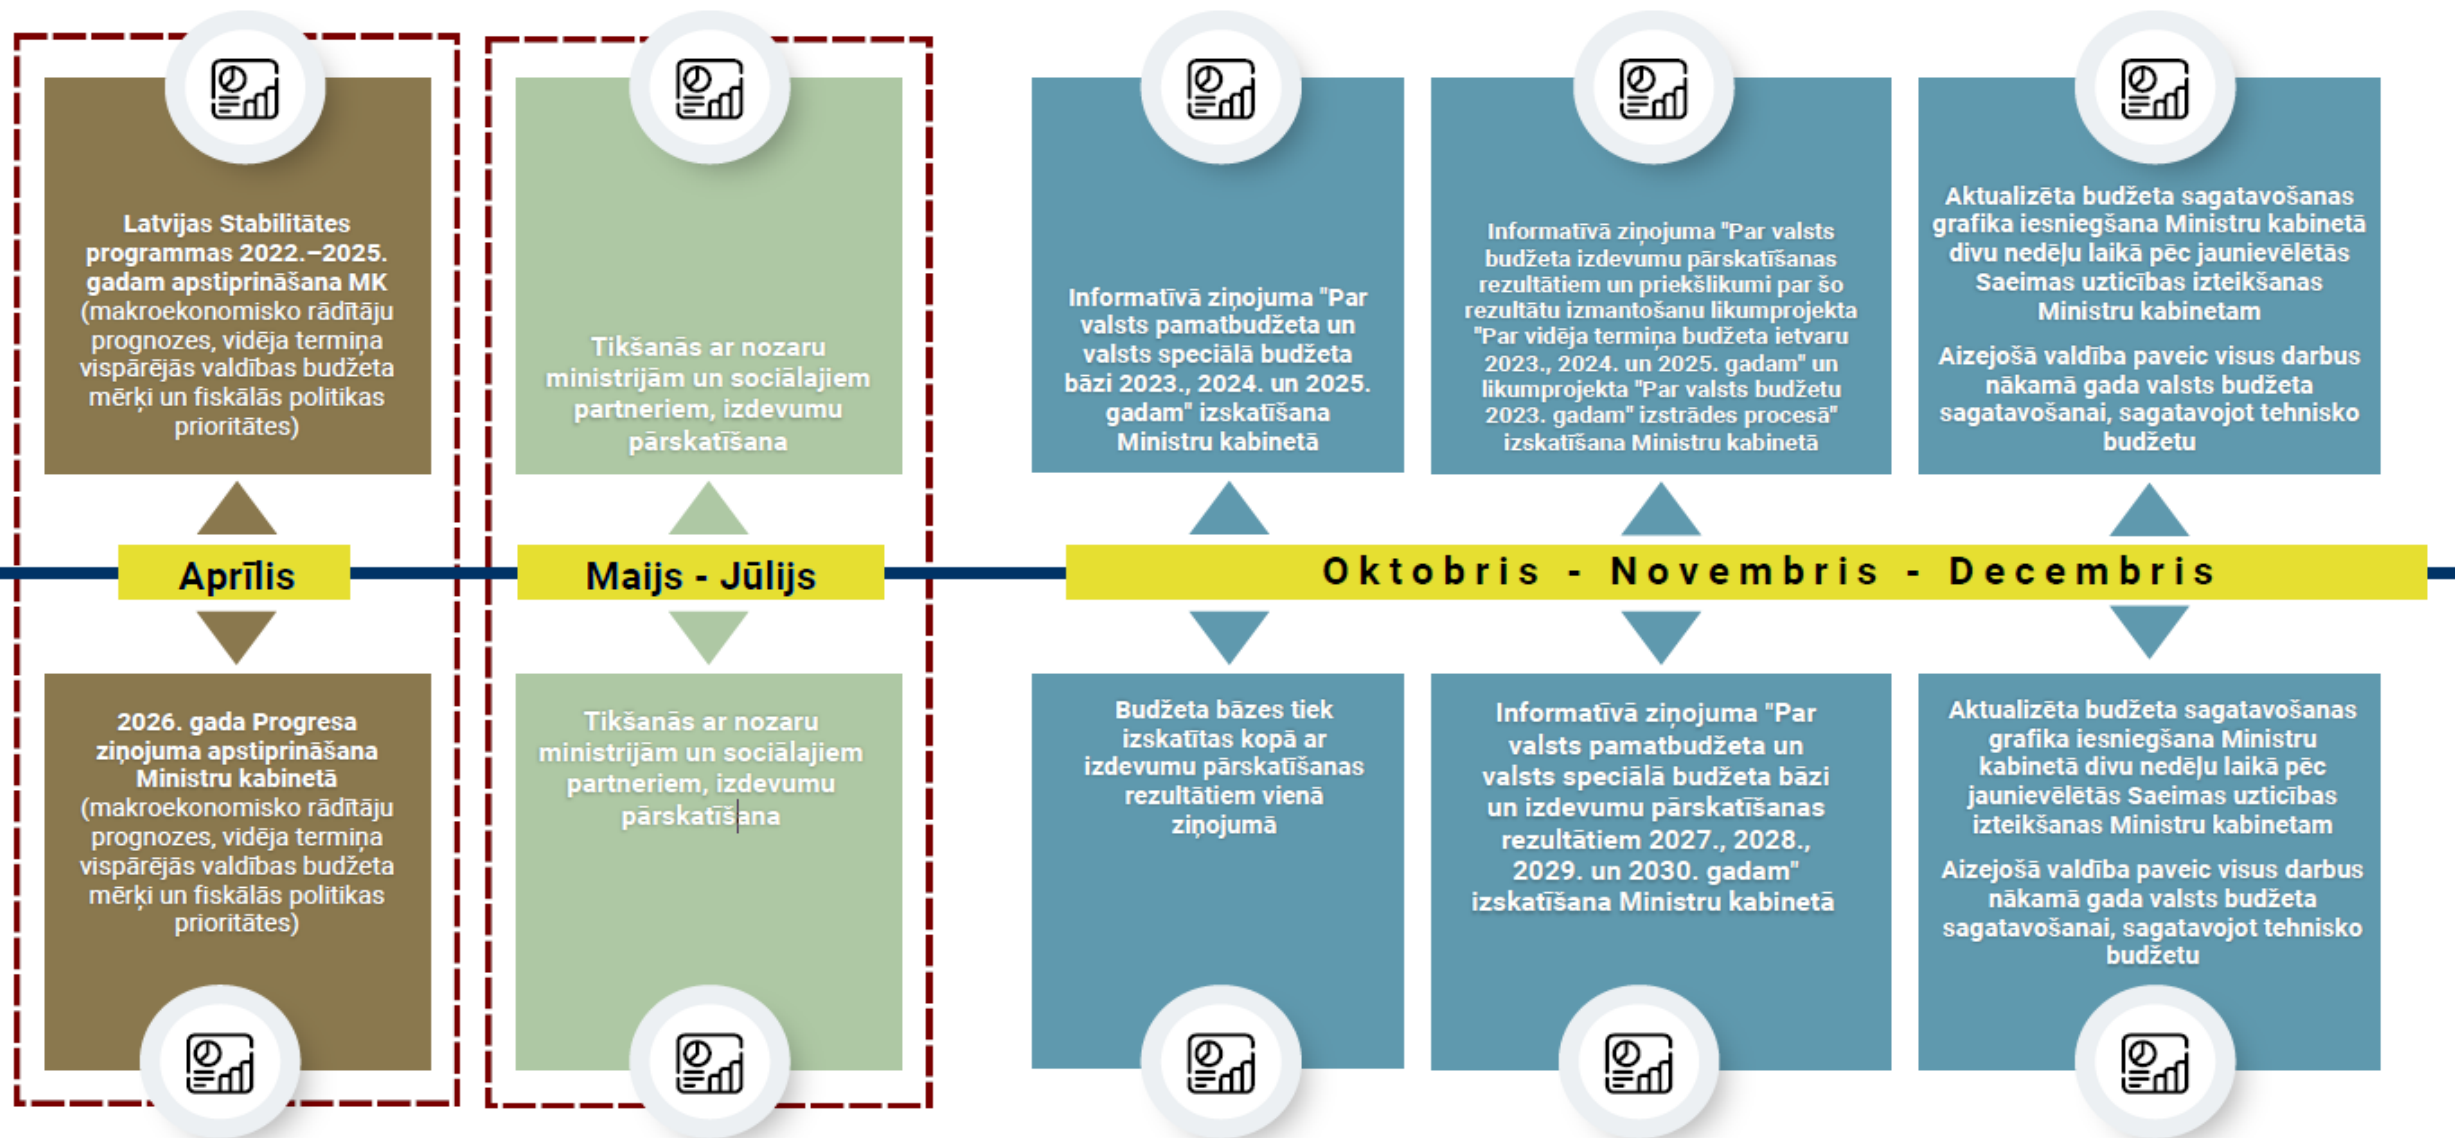 Latvijas Stabilitātes
programmas 2022.–2025.
gadam apstiprināšana MK
(makroekonomisko rādītāju
prognozes, vidēja termiņa
vispārējās valdības budžeta
mērķi un fiskālās politikas
prioritātes)
Tikšanās ar nozaru
ministrijām un sociālajiem
partneriem, izdevumu
pārskatīšana
Informatīvā ziņojuma "Par
valsts pamatbudžeta un
valsts speciālā budžeta
bāzi 2023., 2024. un 2025.
gadam" izskatīšana
Ministru kabinetā
Informatīvā ziņojuma "Par valsts
budžeta izdevumu pārskatīšanas
rezultātiem un priekšlikumi par šo
rezultātu izmantošanu likumprojekta
"Par vidēja termiņa budžeta ietvaru
2023., 2024. un 2025. gadam" un
likumprojekta "Par valsts budžetu
2023. gadam" izstrādes procesā"
izskatīšana Ministru kabinetā
Aktualizēta budžeta sagatavošanas
grafika iesniegšana Ministru kabinetā
divu nedēļu laikā pēc jaunievēlētās
Saeimas uzticības izteikšanas
Ministru kabinetam
Aizejošā valdība paveic visus darbus
nākamā gada valsts budžeta
sagatavošanai, sagatavojot tehnisko
budžetu
Aprīlis
Maijs - Jūlijs
Oktobris - Novembris - Decembris
2026. gada Progresa
ziņojuma apstiprināšana
Ministru kabinetā
(makroekonomisko rādītāju
prognozes, vidēja termiņa
vispārējās valdības budžeta
mērķi un fiskālās politikas
prioritātes)
Tikšanās ar nozaru
ministrijām un sociālajiem
partneriem, izdevumu
pārskatīšana
Budžeta bāzes tiek
izskatītas kopā ar
izdevumu pārskatīšanas
rezultātiem vienā
ziņojumā
Informatīvā ziņojuma "Par
valsts pamatbudžeta un
valsts speciālā budžeta bāzi
un izdevumu pārskatīšanas
rezultātiem 2027., 2028.,
2029. un 2030. gadam"
izskatīšana Ministru kabinetā
Aktualizēta budžeta sagatavošanas
grafika iesniegšana Ministru
kabinetā divu nedēļu laikā pēc
jaunievēlētās Saeimas uzticības
izteikšanas Ministru kabinetam
Aizejošā valdība paveic visus darbus
nākamā gada valsts budžeta
sagatavošanai, sagatavojot tehnisko
budžetu